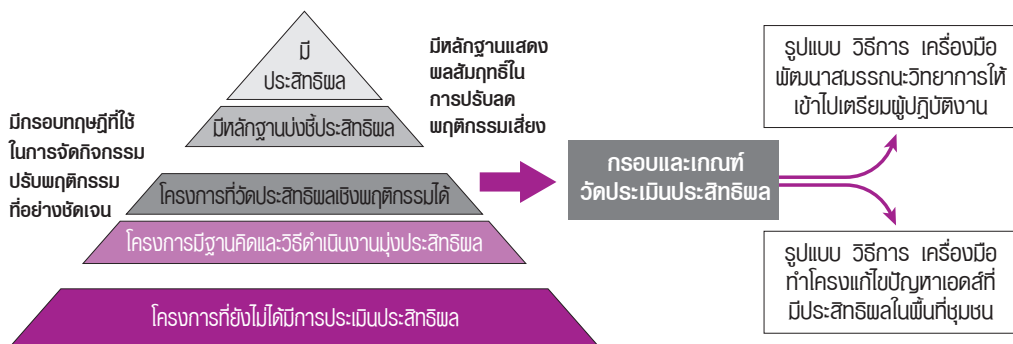 มีกรอบทฤษฎีที่ใช้
ในการจัดกิจกรรม
ปรับพฤติกรรม
ที่อย่างชัดเจน
มี
ประสิทธิผล
มีหลักฐานบ่งชี้ประสิทธิผล
โครงการที่วัดประสิทธิผลเชิงพฤติกรรมได้
โครงการมีฐานคิดและวิธีดำเนินงานมุ่งประสิทธิผล
โครงการที่ยังไม่ได้มีการประเมินประสิทธิผล
มีหลักฐานแสดง
ผลสัมฤทธิ์ใน
การปรับลด
พฤติกรรมเสี่ยง
กรอบและเกณฑ์
วัดประเมินประสิทธิผล
รูปแบบ วิธีการ เครื่องมือ
พัฒนาสมรรถนะวิทยาการให้
เข้าไปเตรียมผู้ปฏิบัติงาน
รูปแบบ วิธีการ เครื่องมือ
ทำโครงแก้ไขปัญหาเอดส์ที่
มีประสิทธิผลในพื้นที่ชุมชน